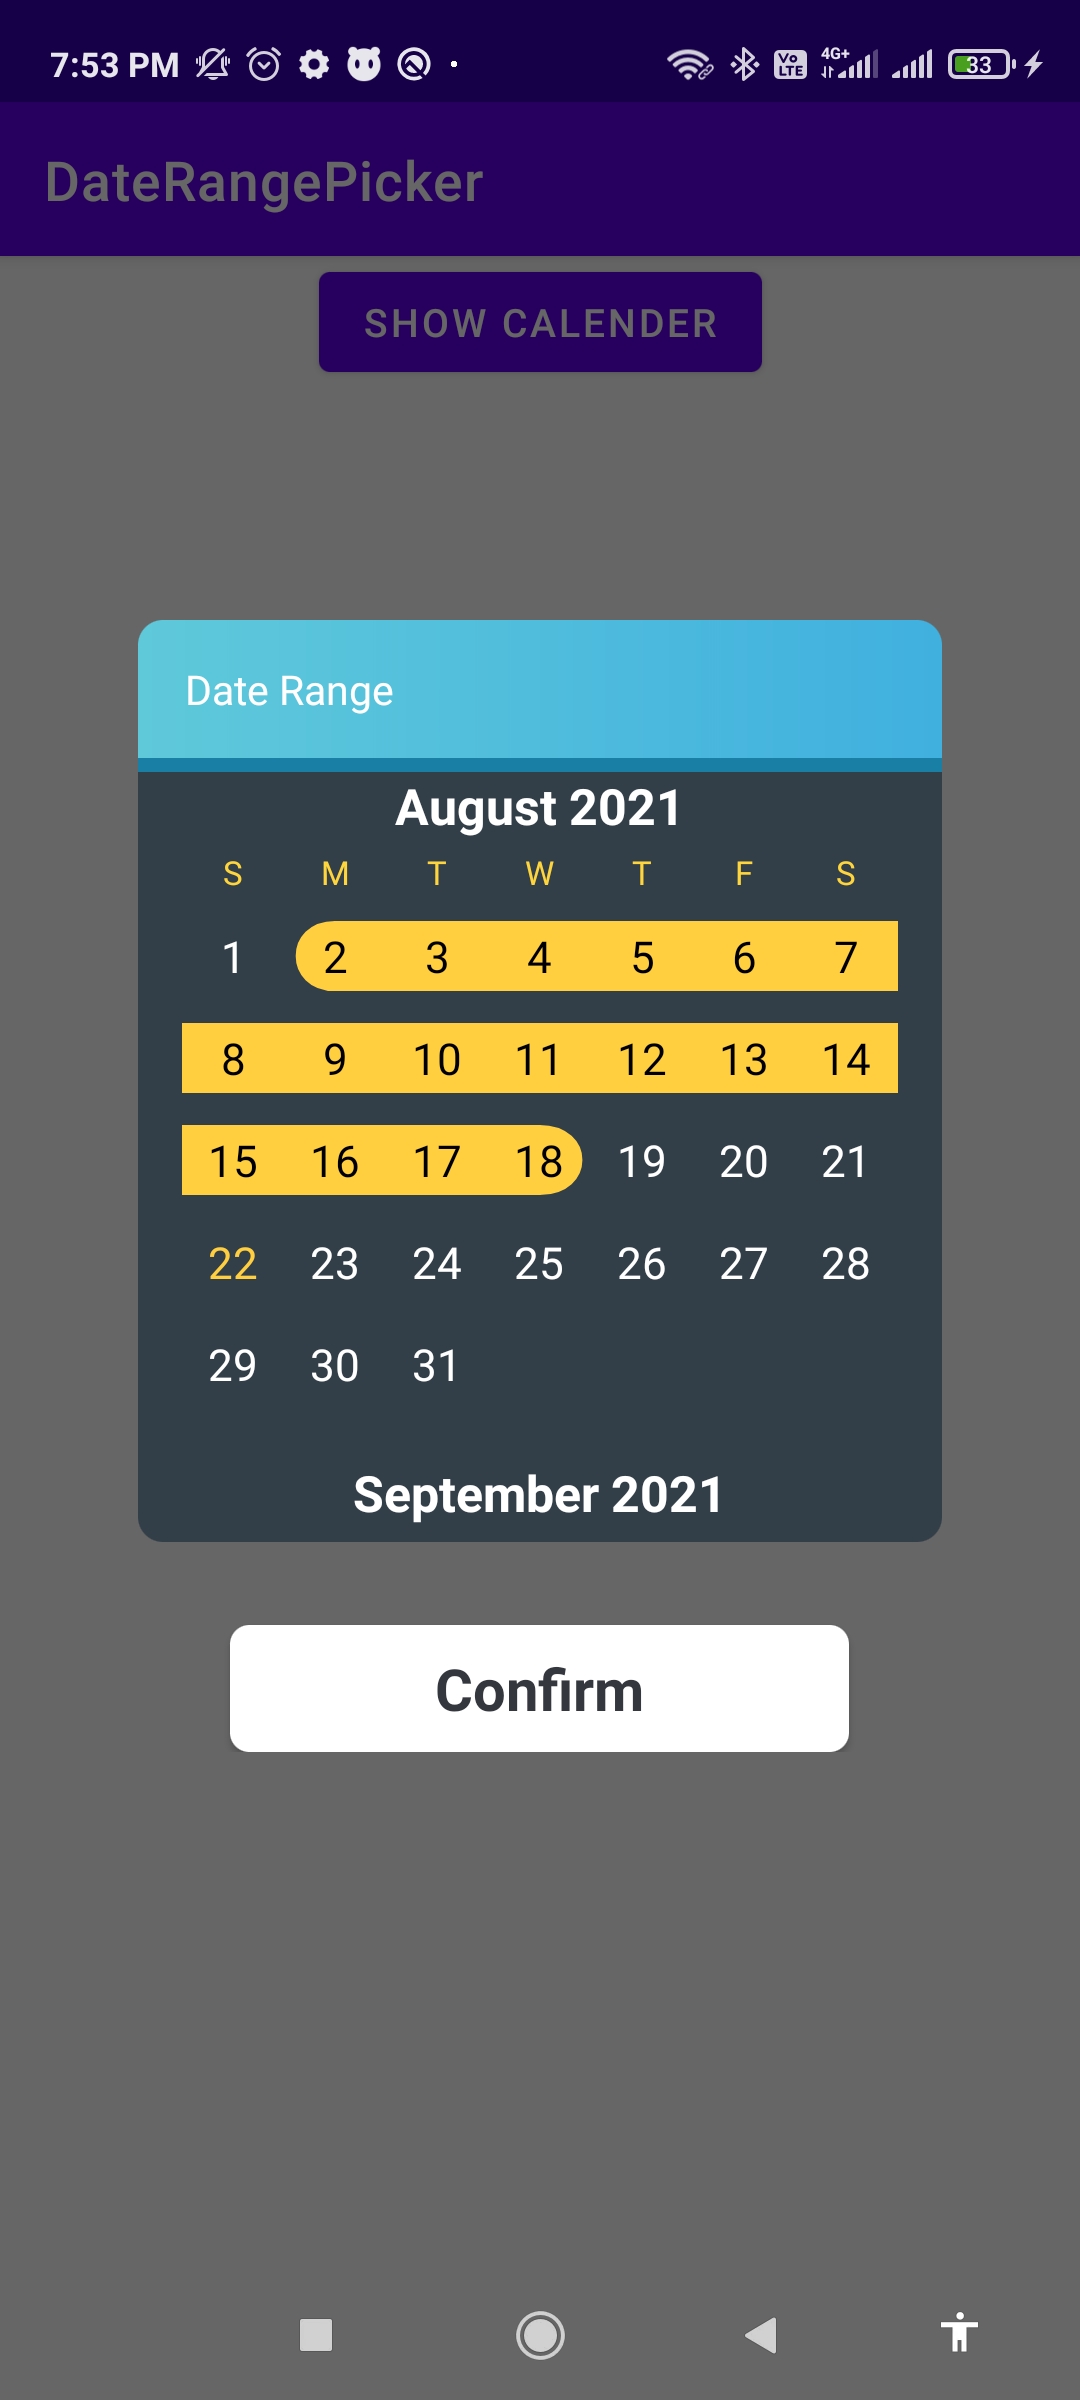 7:53 PM Vo LTE 4G+ 33
DateRangePicker
SHOW CALENDER
Date Range
August 2021
S M T W T F S
1 2 3 4 5 6 7
8 9 10 11 12 13 14
15 16 17 18 19 20 21
22 23 24 25 26 27 28
29 30 31
September 2021
Confirm